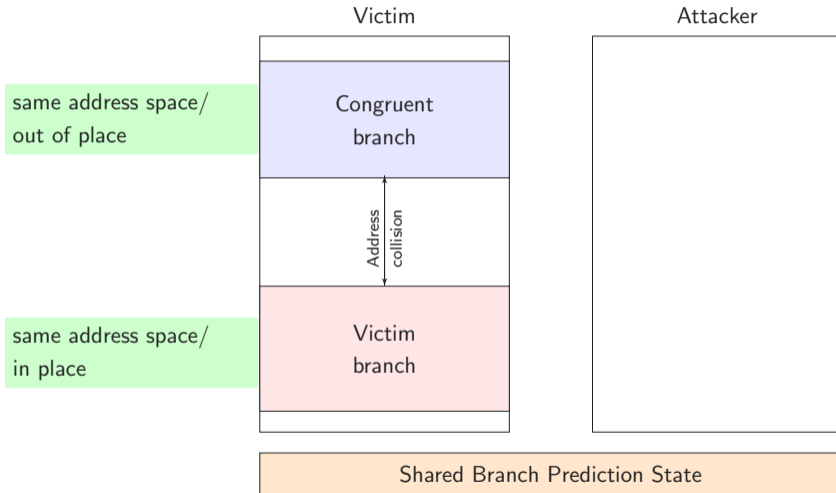 Victim
Attacker
same address space/
out of place
Congruent
branch
Address
collision
same address space/
in place
Victim
branch
Shared Branch Prediction State